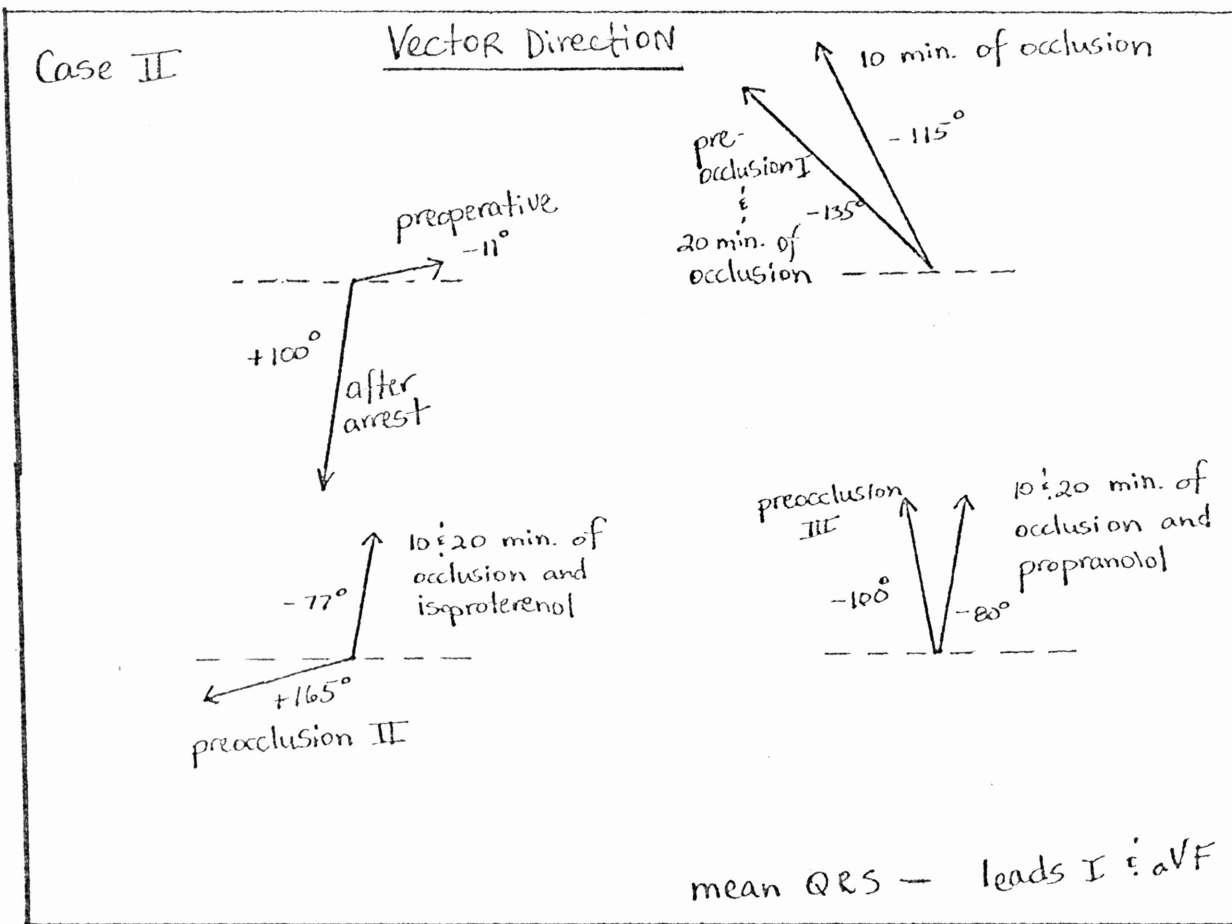 Case II
Vector Direction
10 min. of occlusion
-115°
pre-
occlusion I
&
20 min. of
occlusion
-135°
preoperative
-11°
+100°
after
arrest
10 & 20 min. of
occlusion and
isoproterenol
-77°
+165°
preocclusion II
preocclusion
III
10 & 20 min. of
occlusion and
propranolol
-100°
-80°
mean QRS — leads I & aVF